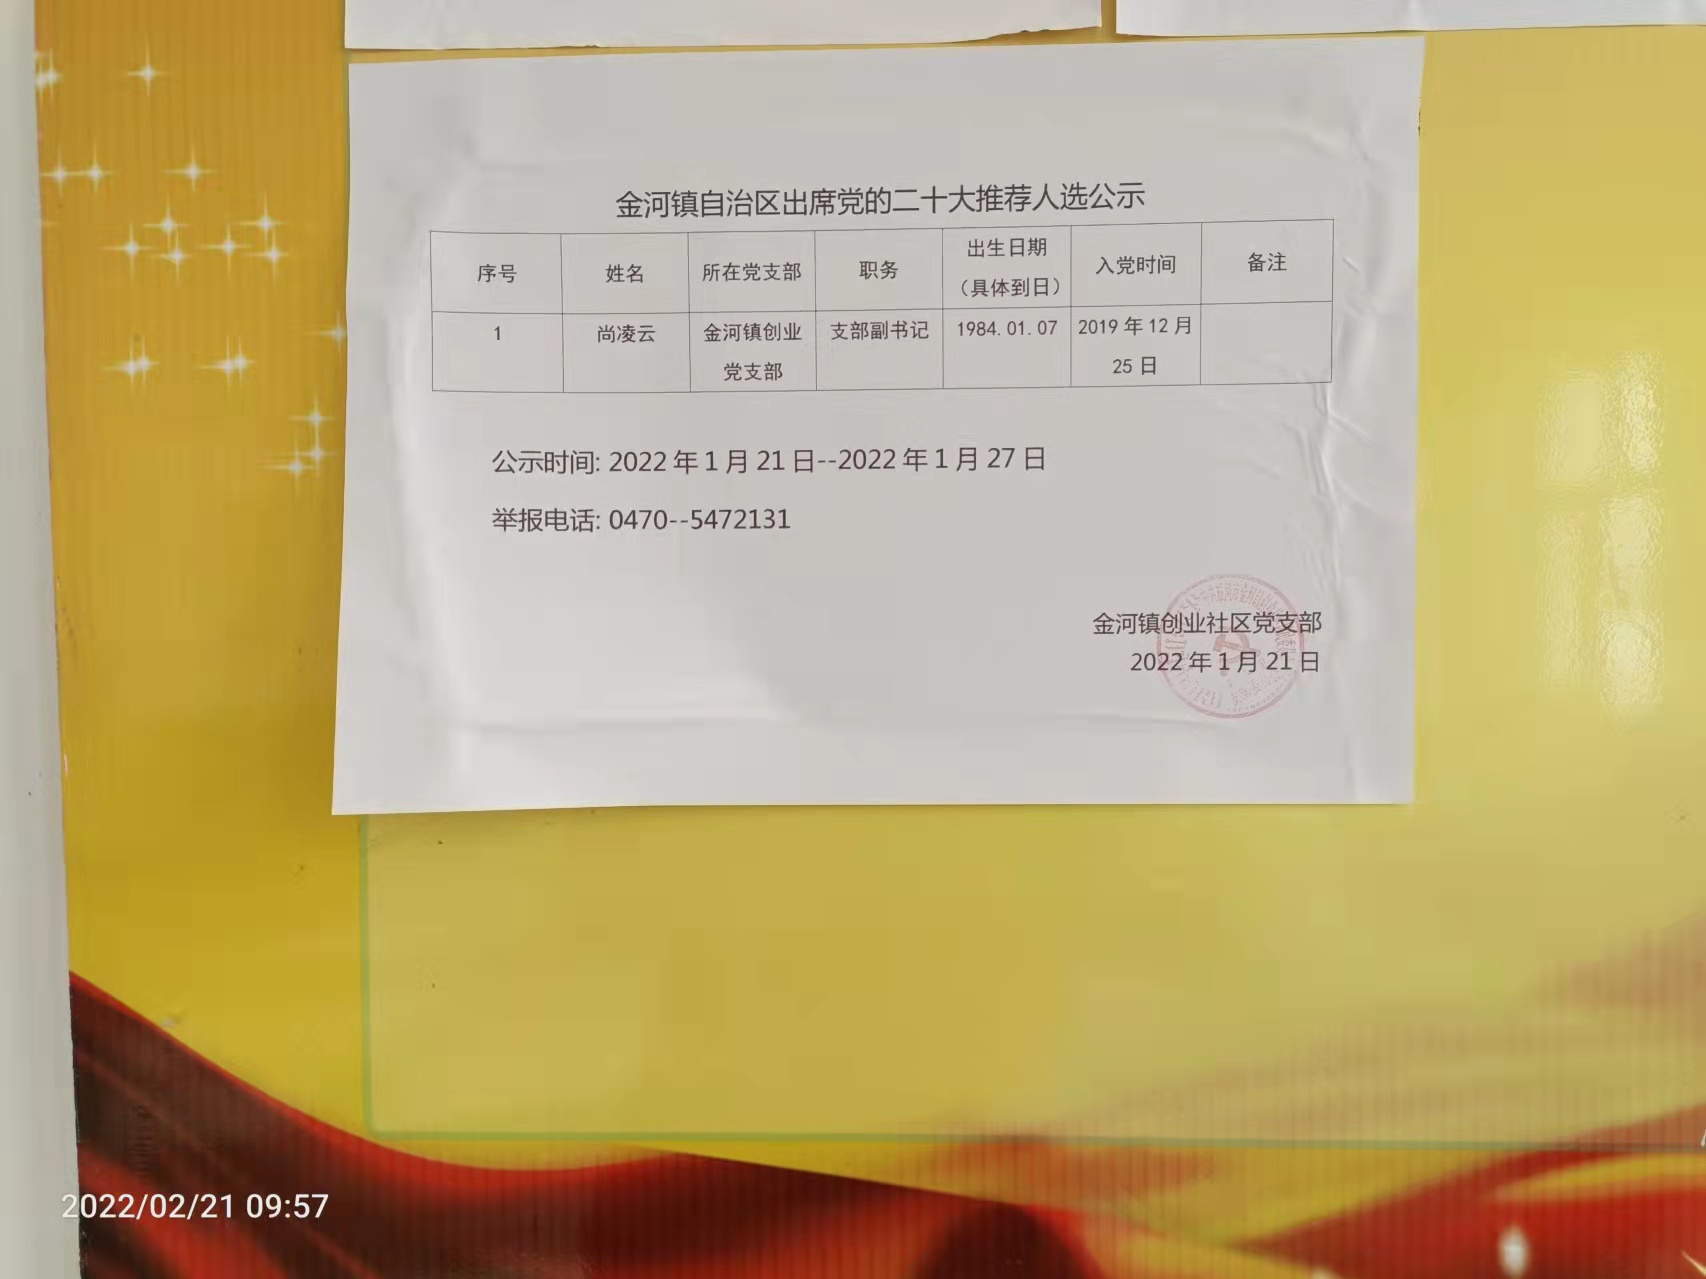 金河镇自治区出席党的二十大推荐人选公示
序号 姓名 所在党支部 职务 出生日期（具体到日） 入党时间 备注
1 尚凌云 金河镇创业党支部 支部副书记 1984.01.07 2019年12月25日
公示时间: 2022年1月21日--2022年1月27日
举报电话: 0470--5472131
金河镇创业社区党支部
2022年1月21日
2022/02/21 09:57